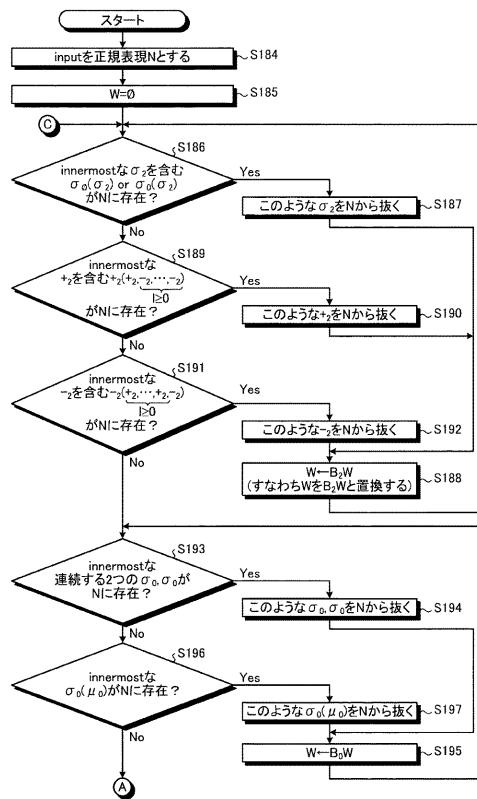 スタート
inputを正規表現Nとする
S184
W=Ø
S185
C
S186
innermostなσ₂を含む
σ₀(σ₂) or σ₀(σ₂)
がNに存在?
Yes
このようなσ₂をNから抜く
S187
No
S189
innermostな
+₂を含む+₂(+₂,-₂,…,-₂)
l≥0
がNに存在?
Yes
このような+₂をNから抜く
S190
No
S191
innermostな
-₂を含む-₂(+₂,…,+₂,-₂)
l≥0
がNに存在?
Yes
このような-₂をNから抜く
S192
No
W←B₂W
(すなわちWをB₂Wと置換する)
S188
S193
innermostな
連続する2つのσ₀,σ₀が
Nに存在?
Yes
このようなσ₀,σ₀をNから抜く
S194
No
S196
innermostな
σ₀(μ₀)がNに存在?
Yes
このようなσ₀(μ₀)をNから抜く
S197
No
W←B₀W
S195
A